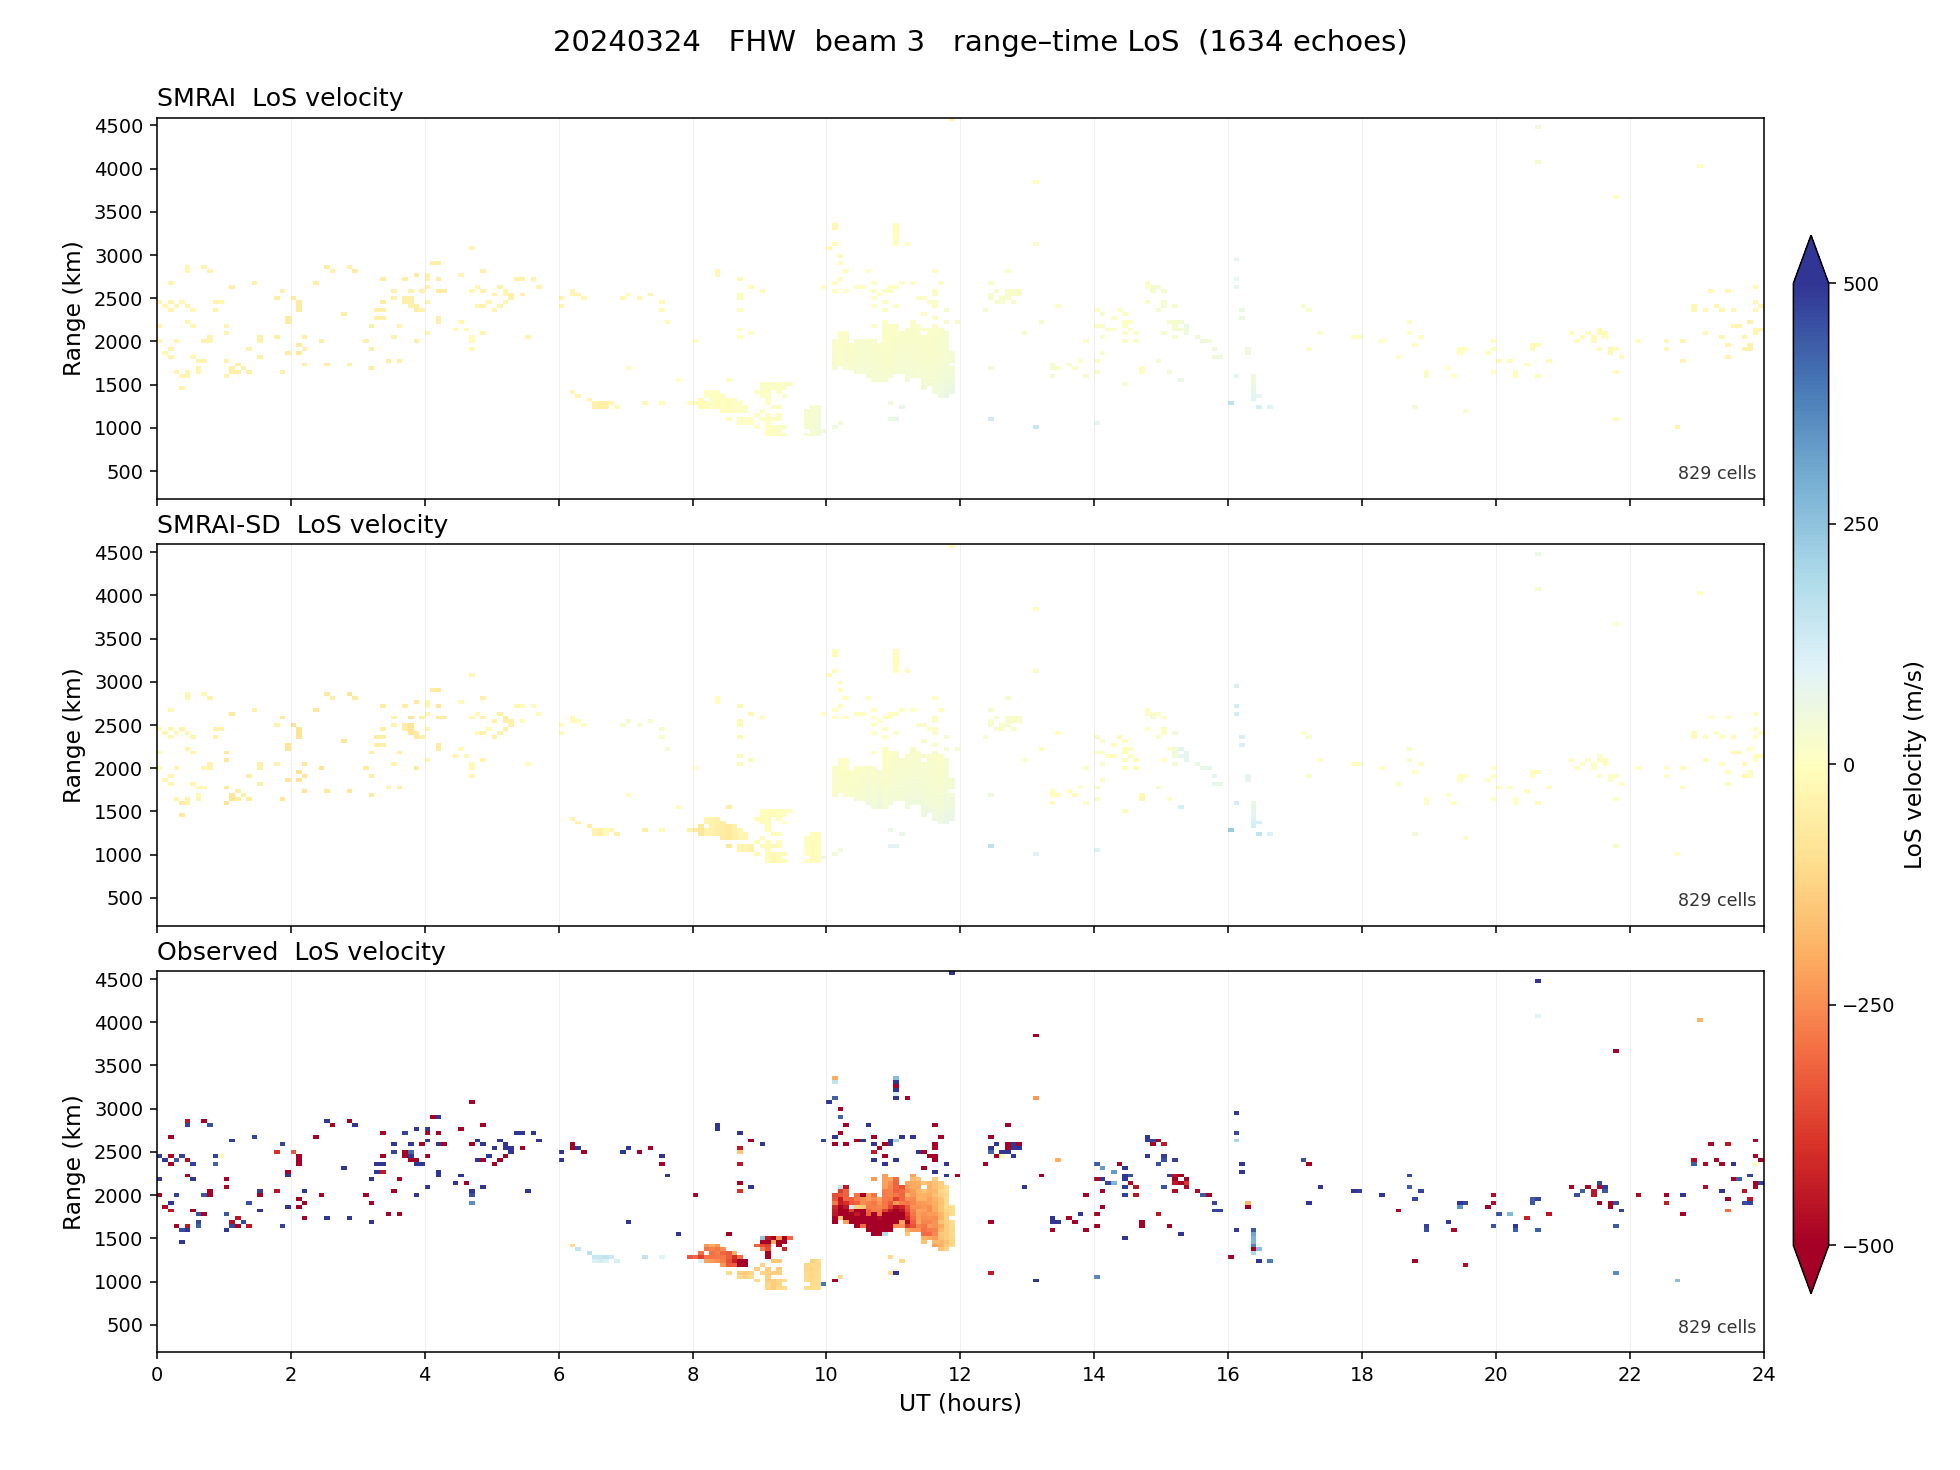 20240324   FHW  beam 3   range–time LoS  (1634 echoes)
SMRAI  LoS velocity
4500
4000
3500
3000
2500
2000
1500
1000
500
Range (km)
829 cells
SMRAI-SD  LoS velocity
4500
4000
3500
3000
2500
2000
1500
1000
500
Range (km)
829 cells
Observed  LoS velocity
4500
4000
3500
3000
2500
2000
1500
1000
500
Range (km)
829 cells
0 2 4 6 8 10 12 14 16 18 20 22 24
UT (hours)
500
250
0
−250
−500
LoS velocity (m/s)